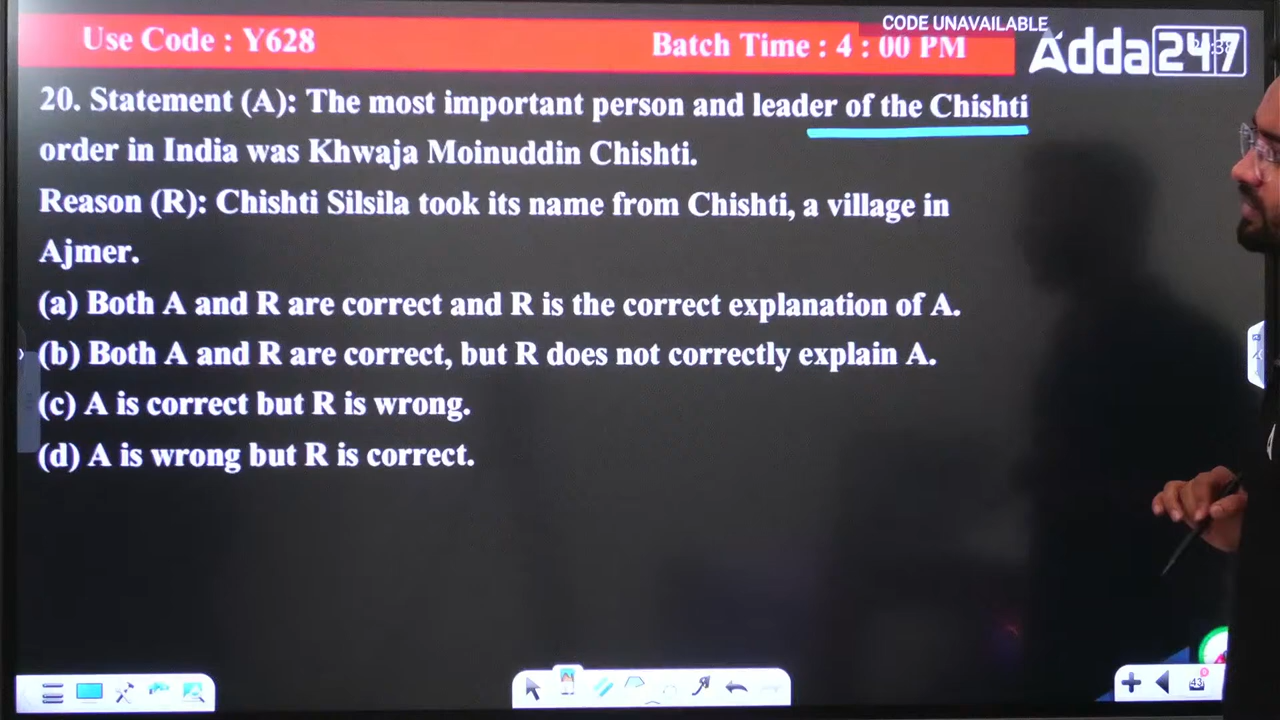 CODE UNAVAILABLE
Use Code : Y628
Batch Time : 4 : 00 PM
Adda 247
20. Statement (A): The most important person and leader of the Chishti
order in India was Khwaja Moinuddin Chishti.
Reason (R): Chishti Silsila took its name from Chishti, a village in
Ajmer.
(a) Both A and R are correct and R is the correct explanation of A.
(b) Both A and R are correct, but R does not correctly explain A.
(c) A is correct but R is wrong.
(d) A is wrong but R is correct.
43